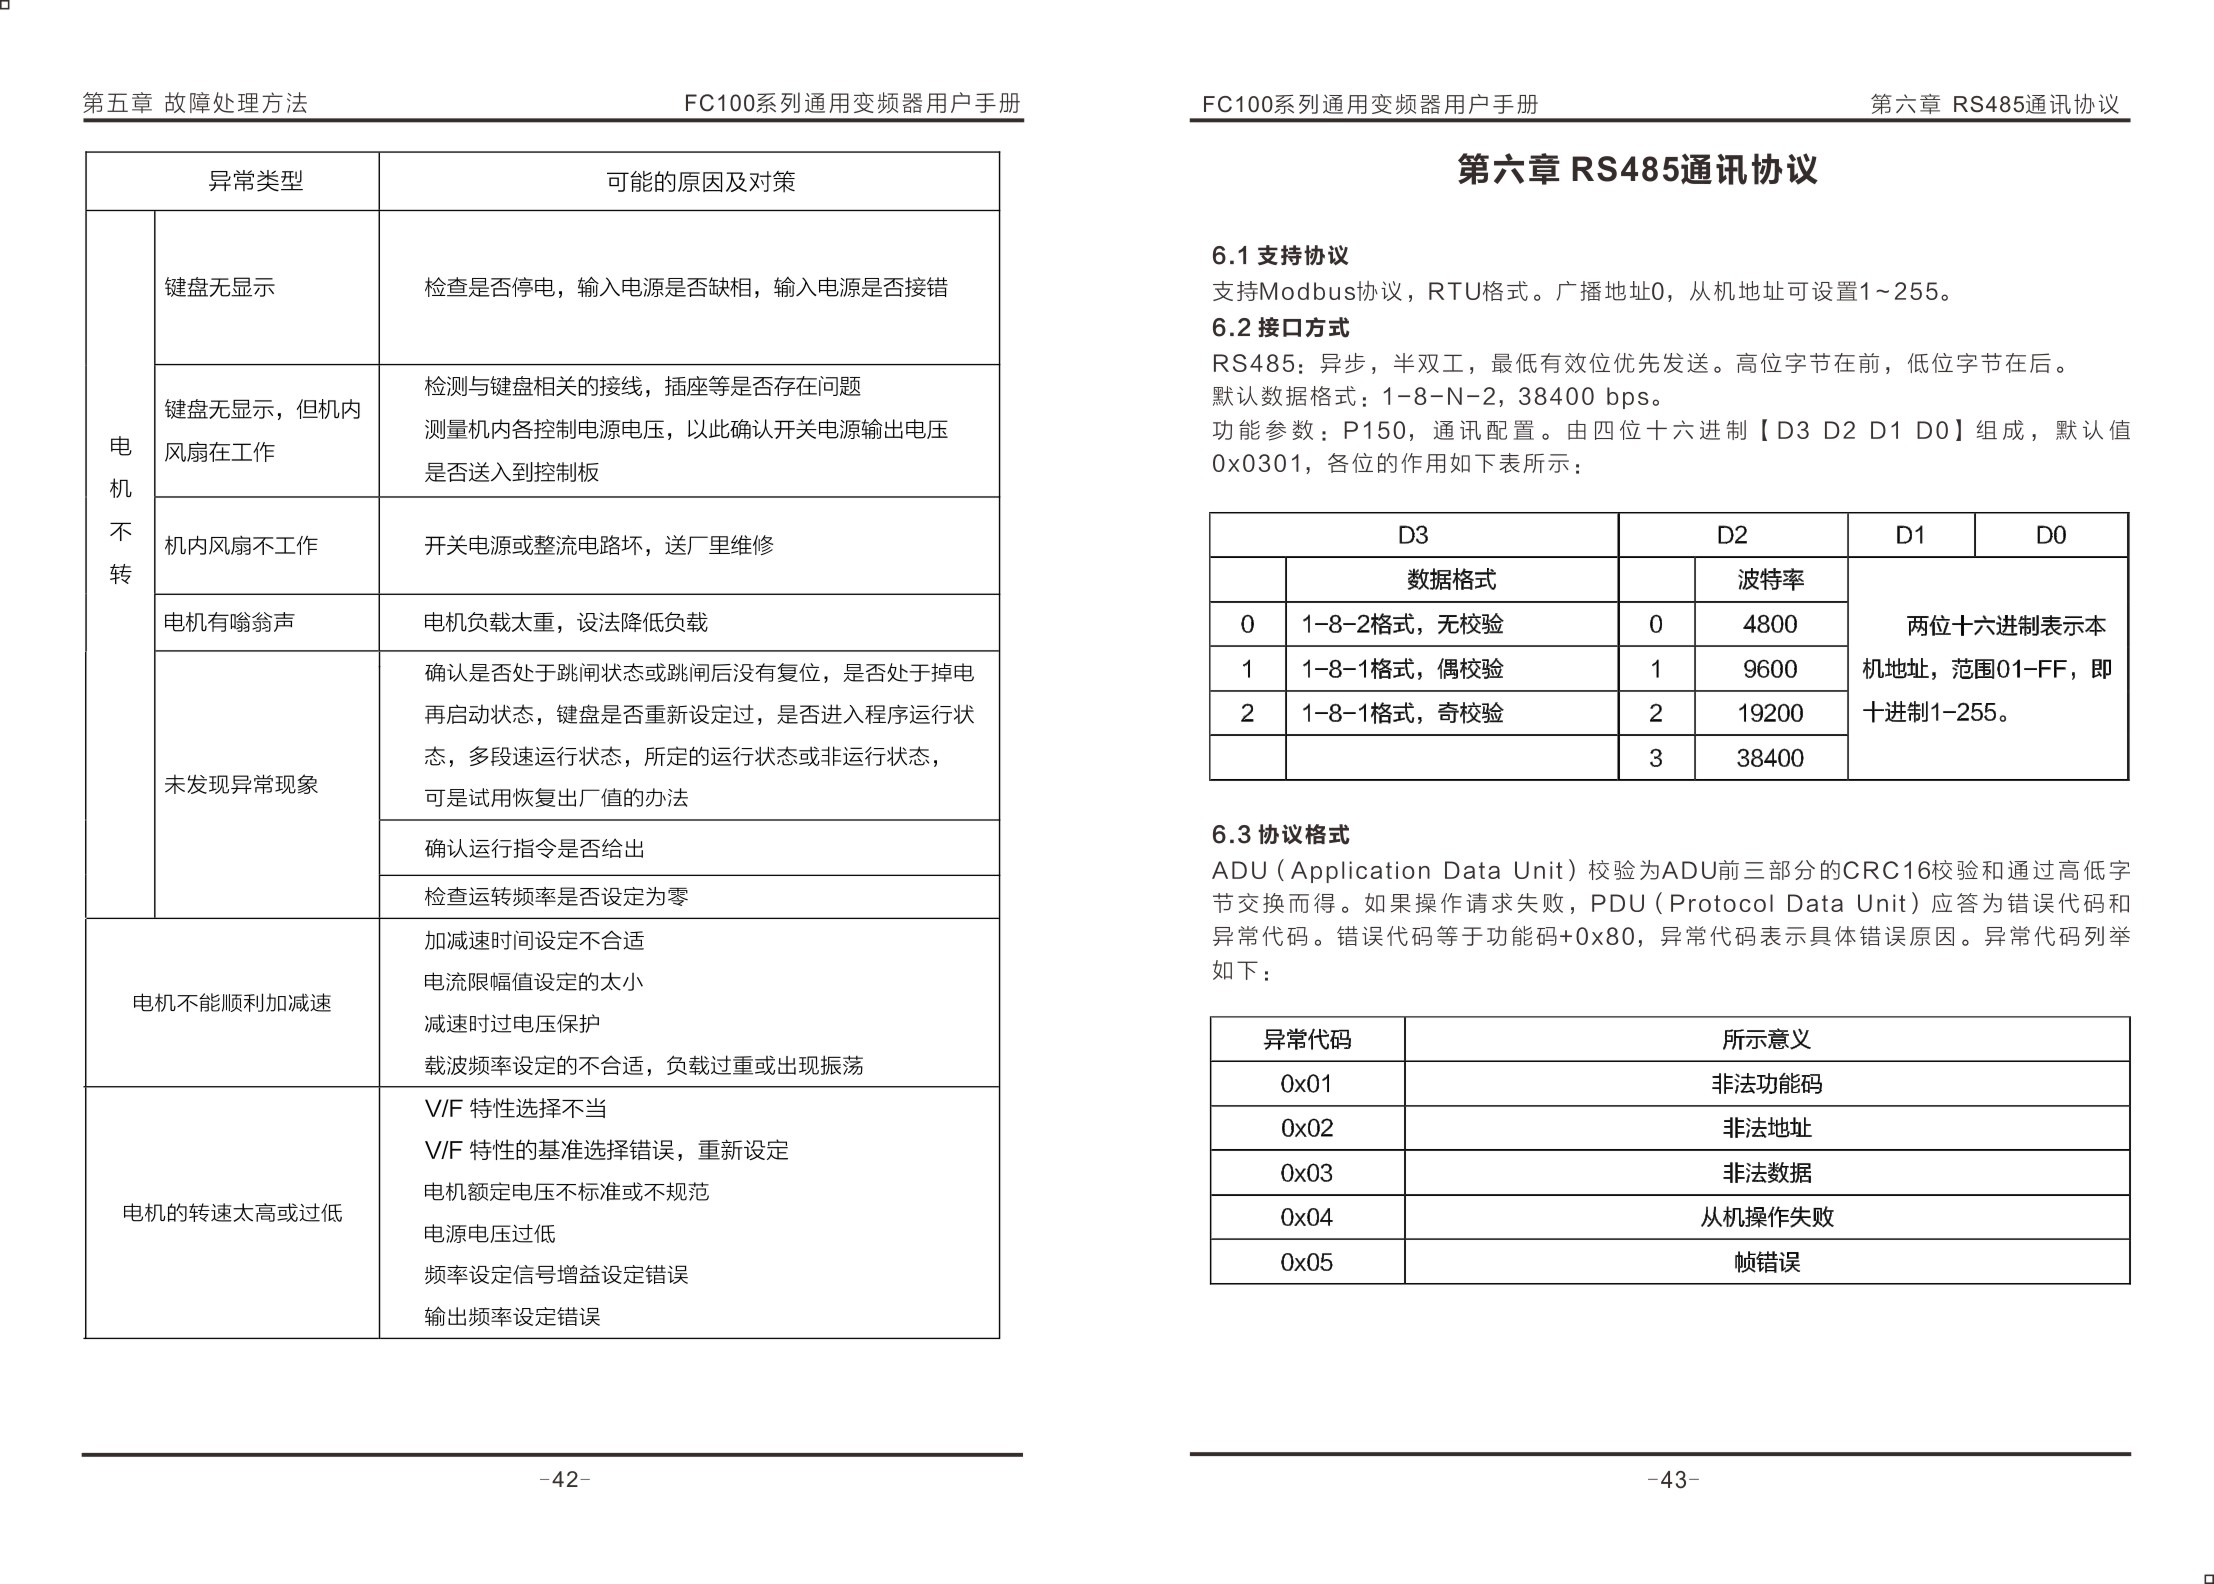 第五章 故障处理方法
FC100系列通用变频器用户手册
异常类型
可能的原因及对策
电
机
不
转
键盘无显示
检查是否停电，输入电源是否缺相，输入电源是否接错
键盘无显示，但机内
风扇在工作
检测与键盘相关的接线，插座等是否存在问题
测量机内各控制电源电压，以此确认开关电源输出电压
是否送入到控制板
机内风扇不工作
开关电源或整流电路坏，送厂里维修
电机有嗡翁声
电机负载太重，设法降低负载
未发现异常现象
确认是否处于跳闸状态或跳闸后没有复位，是否处于掉电
再启动状态，键盘是否重新设定过，是否进入程序运行状
态，多段速运行状态，所定的运行状态或非运行状态，
可是试用恢复出厂值的办法
确认运行指令是否给出
检查运转频率是否设定为零
电机不能顺利加减速
加减速时间设定不合适
电流限幅值设定的太小
减速时过电压保护
载波频率设定的不合适，负载过重或出现振荡
电机的转速太高或过低
V/F 特性选择不当
V/F 特性的基准选择错误，重新设定
电机额定电压不标准或不规范
电源电压过低
频率设定信号增益设定错误
输出频率设定错误
-42-
FC100系列通用变频器用户手册
第六章 RS485通讯协议
第六章 RS485通讯协议
6.1 支持协议
支持Modbus协议，RTU格式。广播地址0，从机地址可设置1~255。
6.2 接口方式
RS485：异步，半双工，最低有效位优先发送。高位字节在前，低位字节在后。
默认数据格式：1-8-N-2，38400 bps。
功能参数：P150，通讯配置。由四位十六进制【D3 D2 D1 D0】组成，默认值
0x0301，各位的作用如下表所示：
D3 D2 D1 D0
数据格式 波特率
0 1-8-2格式，无校验 0 4800
1 1-8-1格式，偶校验 1 9600
2 1-8-1格式，奇校验 2 19200
3 38400
两位十六进制表示本
机地址，范围01-FF，即
十进制1-255。
6.3 协议格式
ADU（Application Data Unit）校验为ADU前三部分的CRC16校验和通过高低字
节交换而得。如果操作请求失败，PDU（Protocol Data Unit）应答为错误代码和
异常代码。错误代码等于功能码+0x80，异常代码表示具体错误原因。异常代码列举
如下：
异常代码 所示意义
0x01 非法功能码
0x02 非法地址
0x03 非法数据
0x04 从机操作失败
0x05 帧错误
-43-